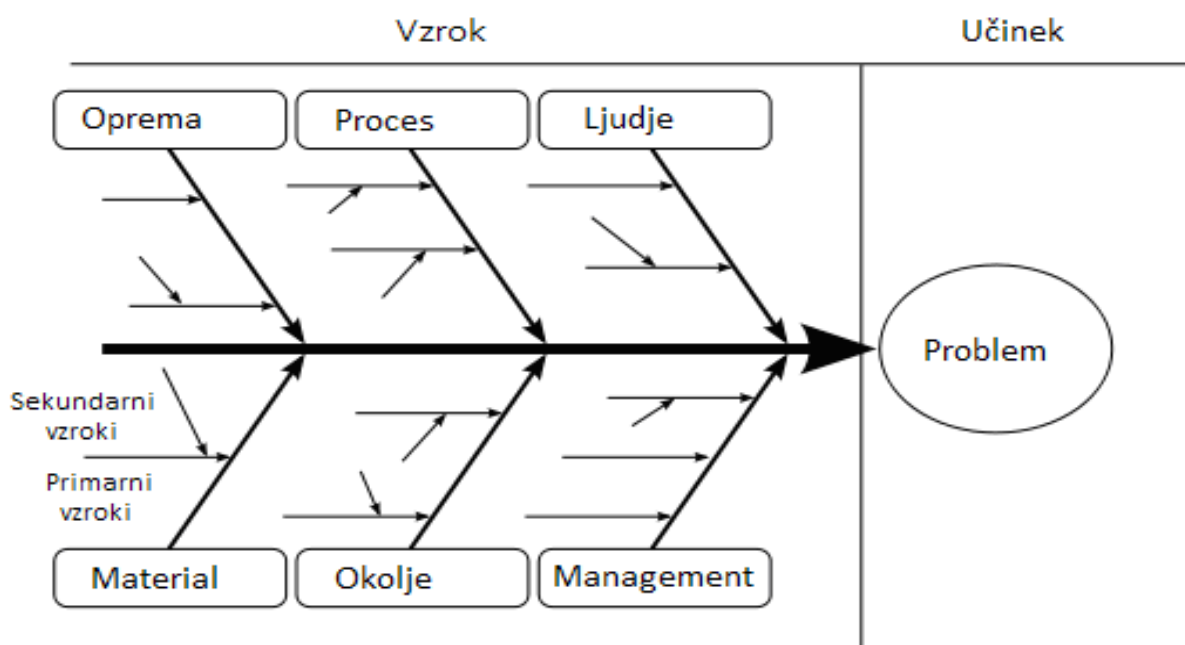 Vzrok
Učinek
Oprema
Proces
Ljudje
Problem
Sekundarni
vzroki
Primarni
vzroki
Material
Okolje
Management